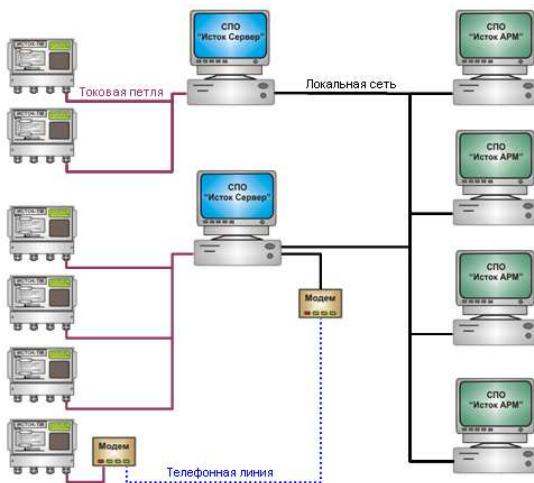 СПО
"Исток Сервер"
СПО
"Исток АРМ"
Токовая петля
Локальная сеть
СПО
"Исток АРМ"
СПО
"Исток Сервер"
СПО
"Исток АРМ"
Модем
СПО
"Исток АРМ"
Модем
Телефонная линия